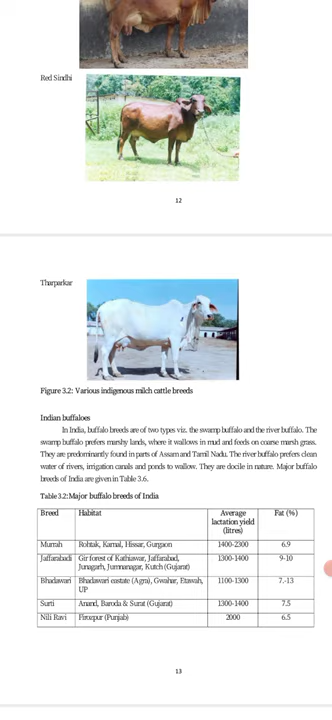 Red Sindhi
12
Tharparkar
Figure 3.2: Various indigenous milch cattle breeds
Indian buffaloes
In India, buffalo breeds are of two types viz. the swamp buffalo and the river buffalo. The
swamp buffalo prefers marshy lands, where it wallows in mud and feeds on coarse marsh grass.
They are predominantly found in parts of Assam and Tamil Nadu. The river buffalo prefers clean
water of rivers, irrigation canals and ponds to wallow. They are docile in nature. Major buffalo
breeds of India are given in Table 3.6.
Table 3.2:Major buffalo breeds of India
Breed Habitat Average lactation yield (litres) Fat (%)
Murrah Rohtak, Karnal, Hissar, Gurgaon 1400-2300 6.9
Jaffarabadi Gir forest of Kathiawar, Jaffarabad, 1300-1400 9-10
Junagarh, Jumnanagar, Kutch (Gujarat)
Bhadawari Bhadawari eastate (Agra), Gwahar, Etawah, 1100-1300 7.-13
UP
Surti Anand, Baroda & Surat (Gujarat) 1300-1400 7.5
Nili Ravi Firozpur (Punjab) 2000 6.5
13